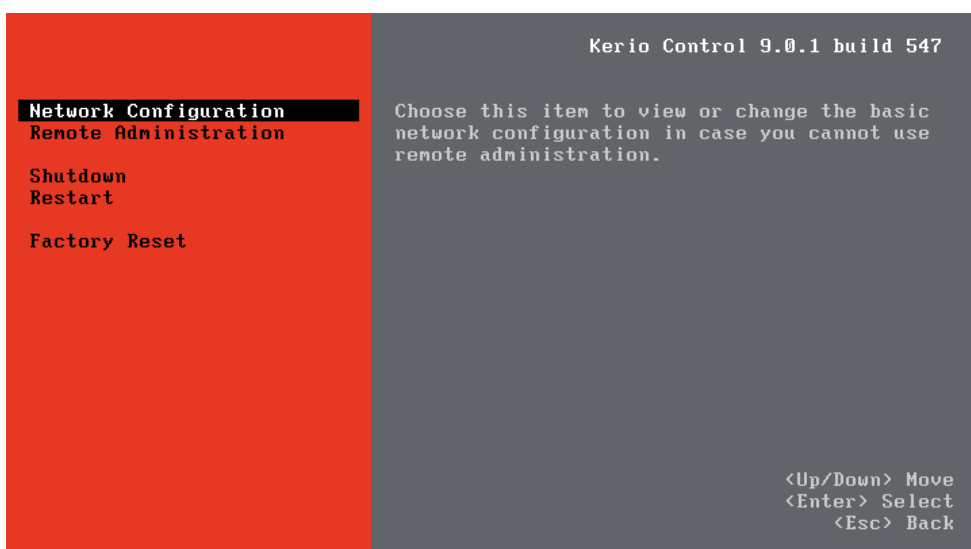 Kerio Control 9.0.1 build 547
Network Configuration
Remote Administration
Shutdown
Restart
Factory Reset
Choose this item to view or change the basic
network configuration in case you cannot use
remote administration.
<Up/Down> Move
<Enter> Select
<Esc> Back